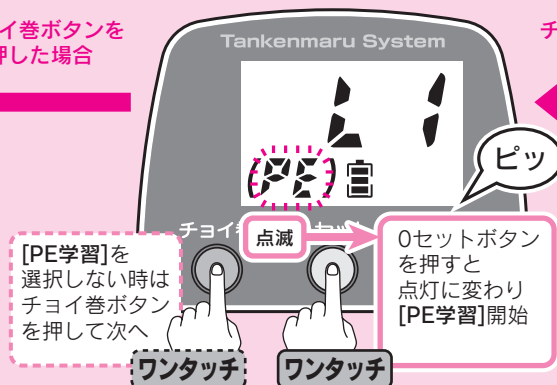 イ巻ボタンを
押した場合
チ
Tankenmaru System
L 1
(PE)
ピッ
チョイ
点滅
[PE学習]を
選択しない時は
チョイ巻ボタン
を押して次へ
0セットボタン
を押すと
点灯に変わり
[PE学習]開始
ワンタッチ
ワンタッチ